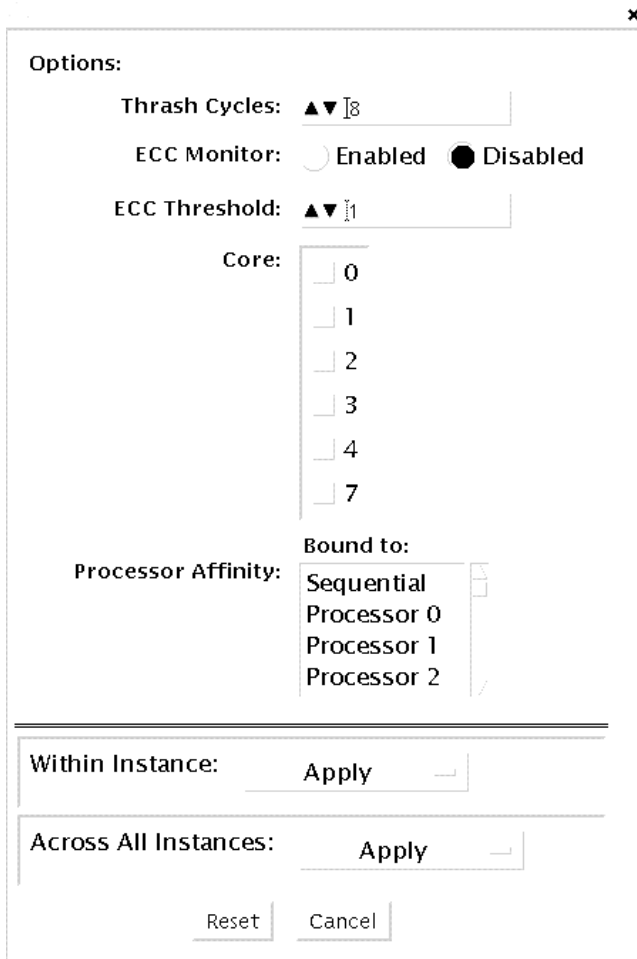 Options:
Thrash Cycles: 8
ECC Monitor: Enabled Disabled
ECC Threshold: 1
Core: 0
1
2
3
4
7
Bound to:
Processor Affinity:
Sequential
Processor 0
Processor 1
Processor 2
Within Instance: Apply
Across All Instances: Apply
Reset Cancel